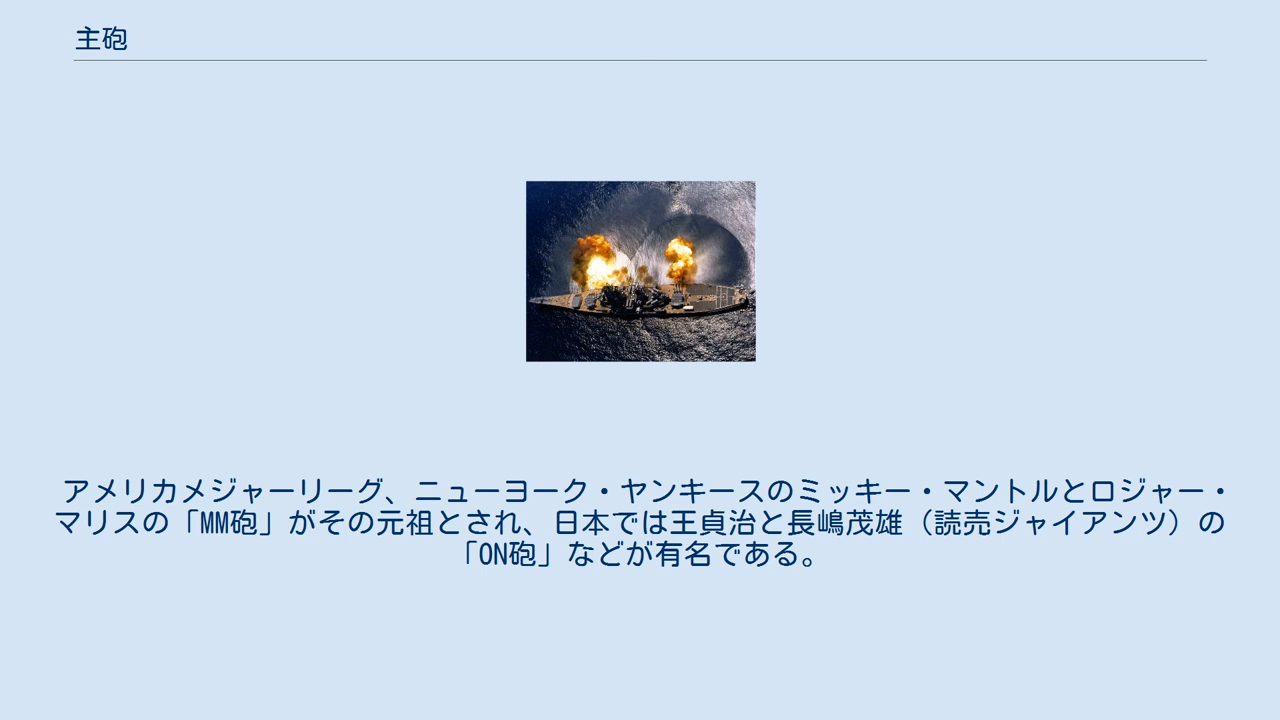 主砲
アメリカメジャーリーグ、ニューヨーク・ヤンキースのミッキー・マントルとロジャー・
マリスの「MM砲」がその元祖とされ、日本では王貞治と長嶋茂雄（読売ジャイアンツ）の
「ON砲」などが有名である。